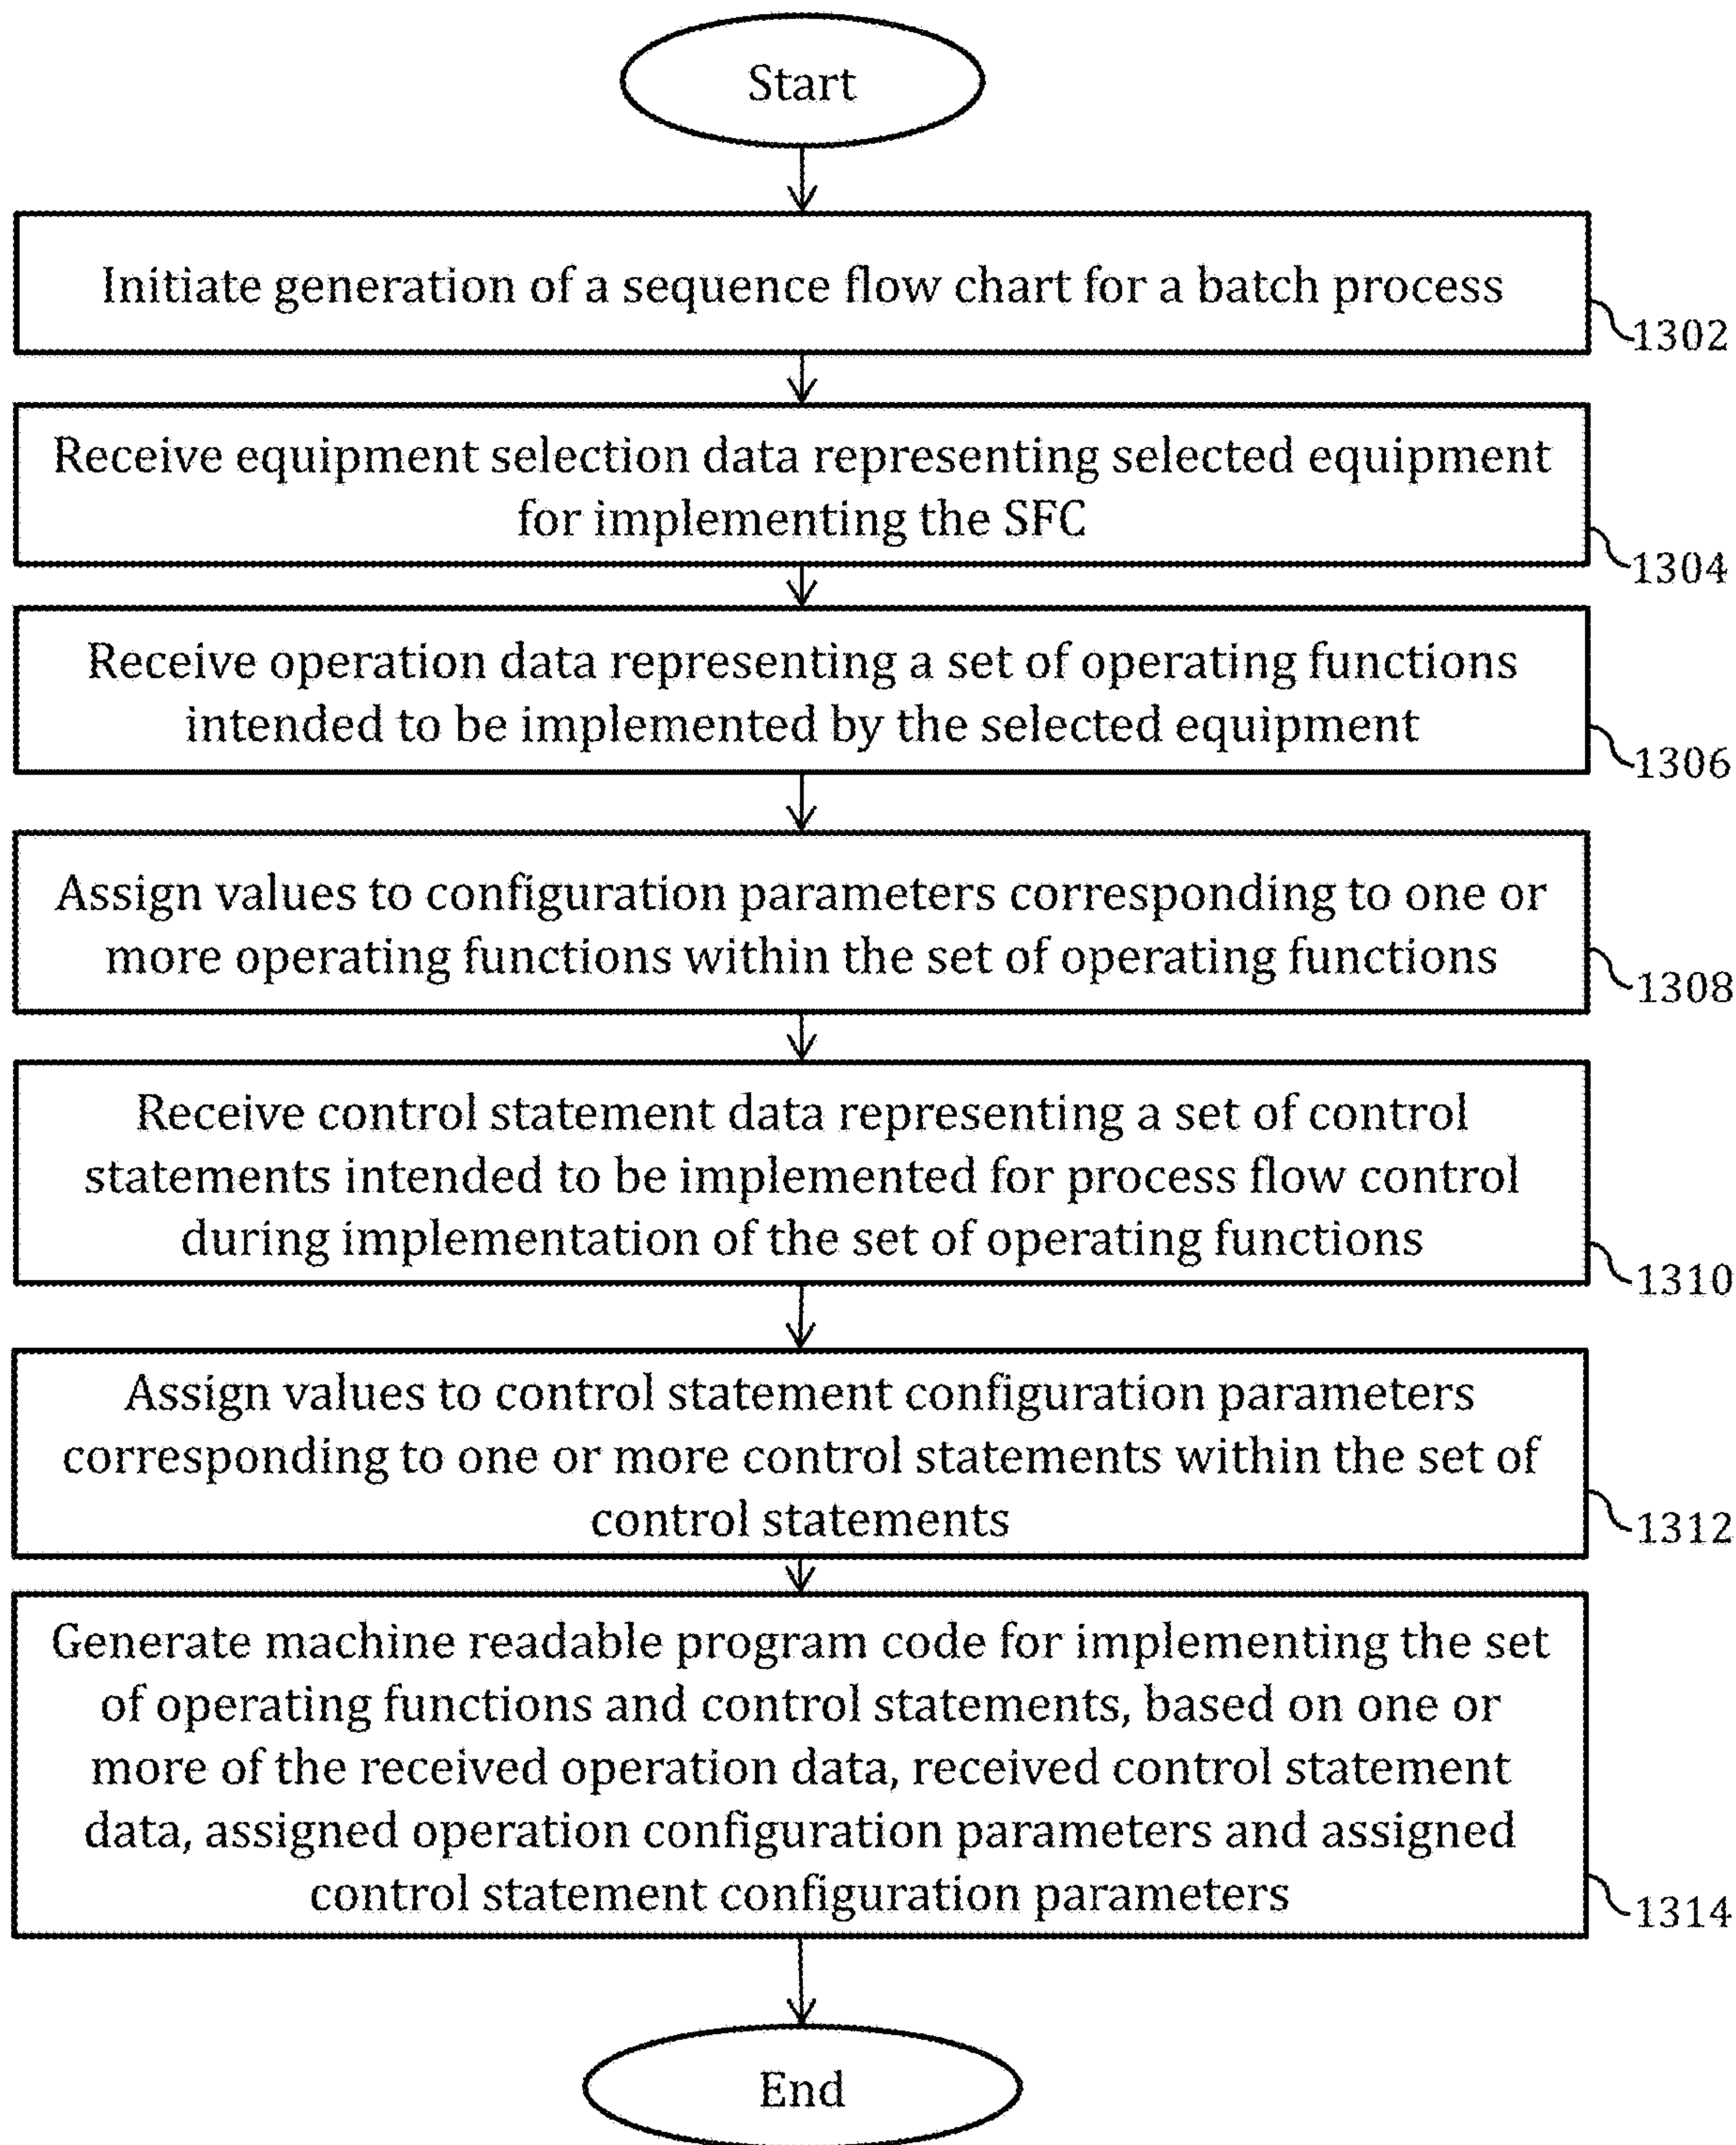 Start
Initiate generation of a sequence flow chart for a batch process
1302
Receive equipment selection data representing selected equipment
for implementing the SFC
1304
Receive operation data representing a set of operating functions
intended to be implemented by the selected equipment
1306
Assign values to configuration parameters corresponding to one or
more operating functions within the set of operating functions
1308
Receive control statement data representing a set of control
statements intended to be implemented for process flow control
during implementation of the set of operating functions
1310
Assign values to control statement configuration parameters
corresponding to one or more control statements within the set of
control statements
1312
Generate machine readable program code for implementing the set
of operating functions and control statements, based on one or
more of the received operation data, received control statement
data, assigned operation configuration parameters and assigned
control statement configuration parameters
1314
End